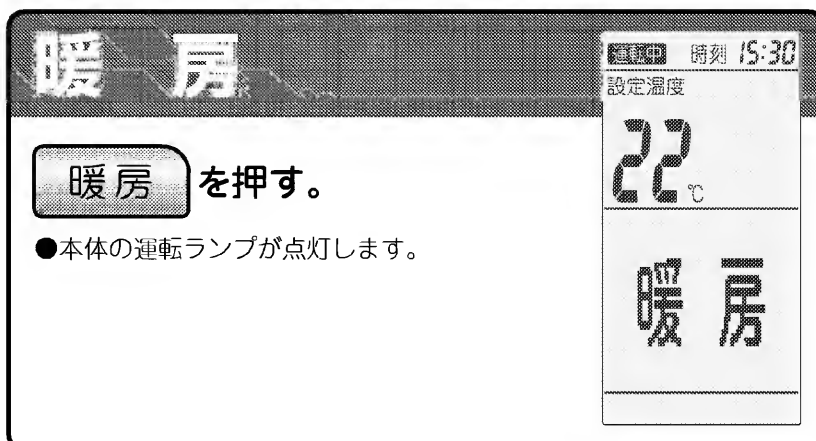 暖 房
暖房 を押す。
●本体の運転ランプが点灯します。
運転中 時刻 15:30
設定温度
22℃
暖 房